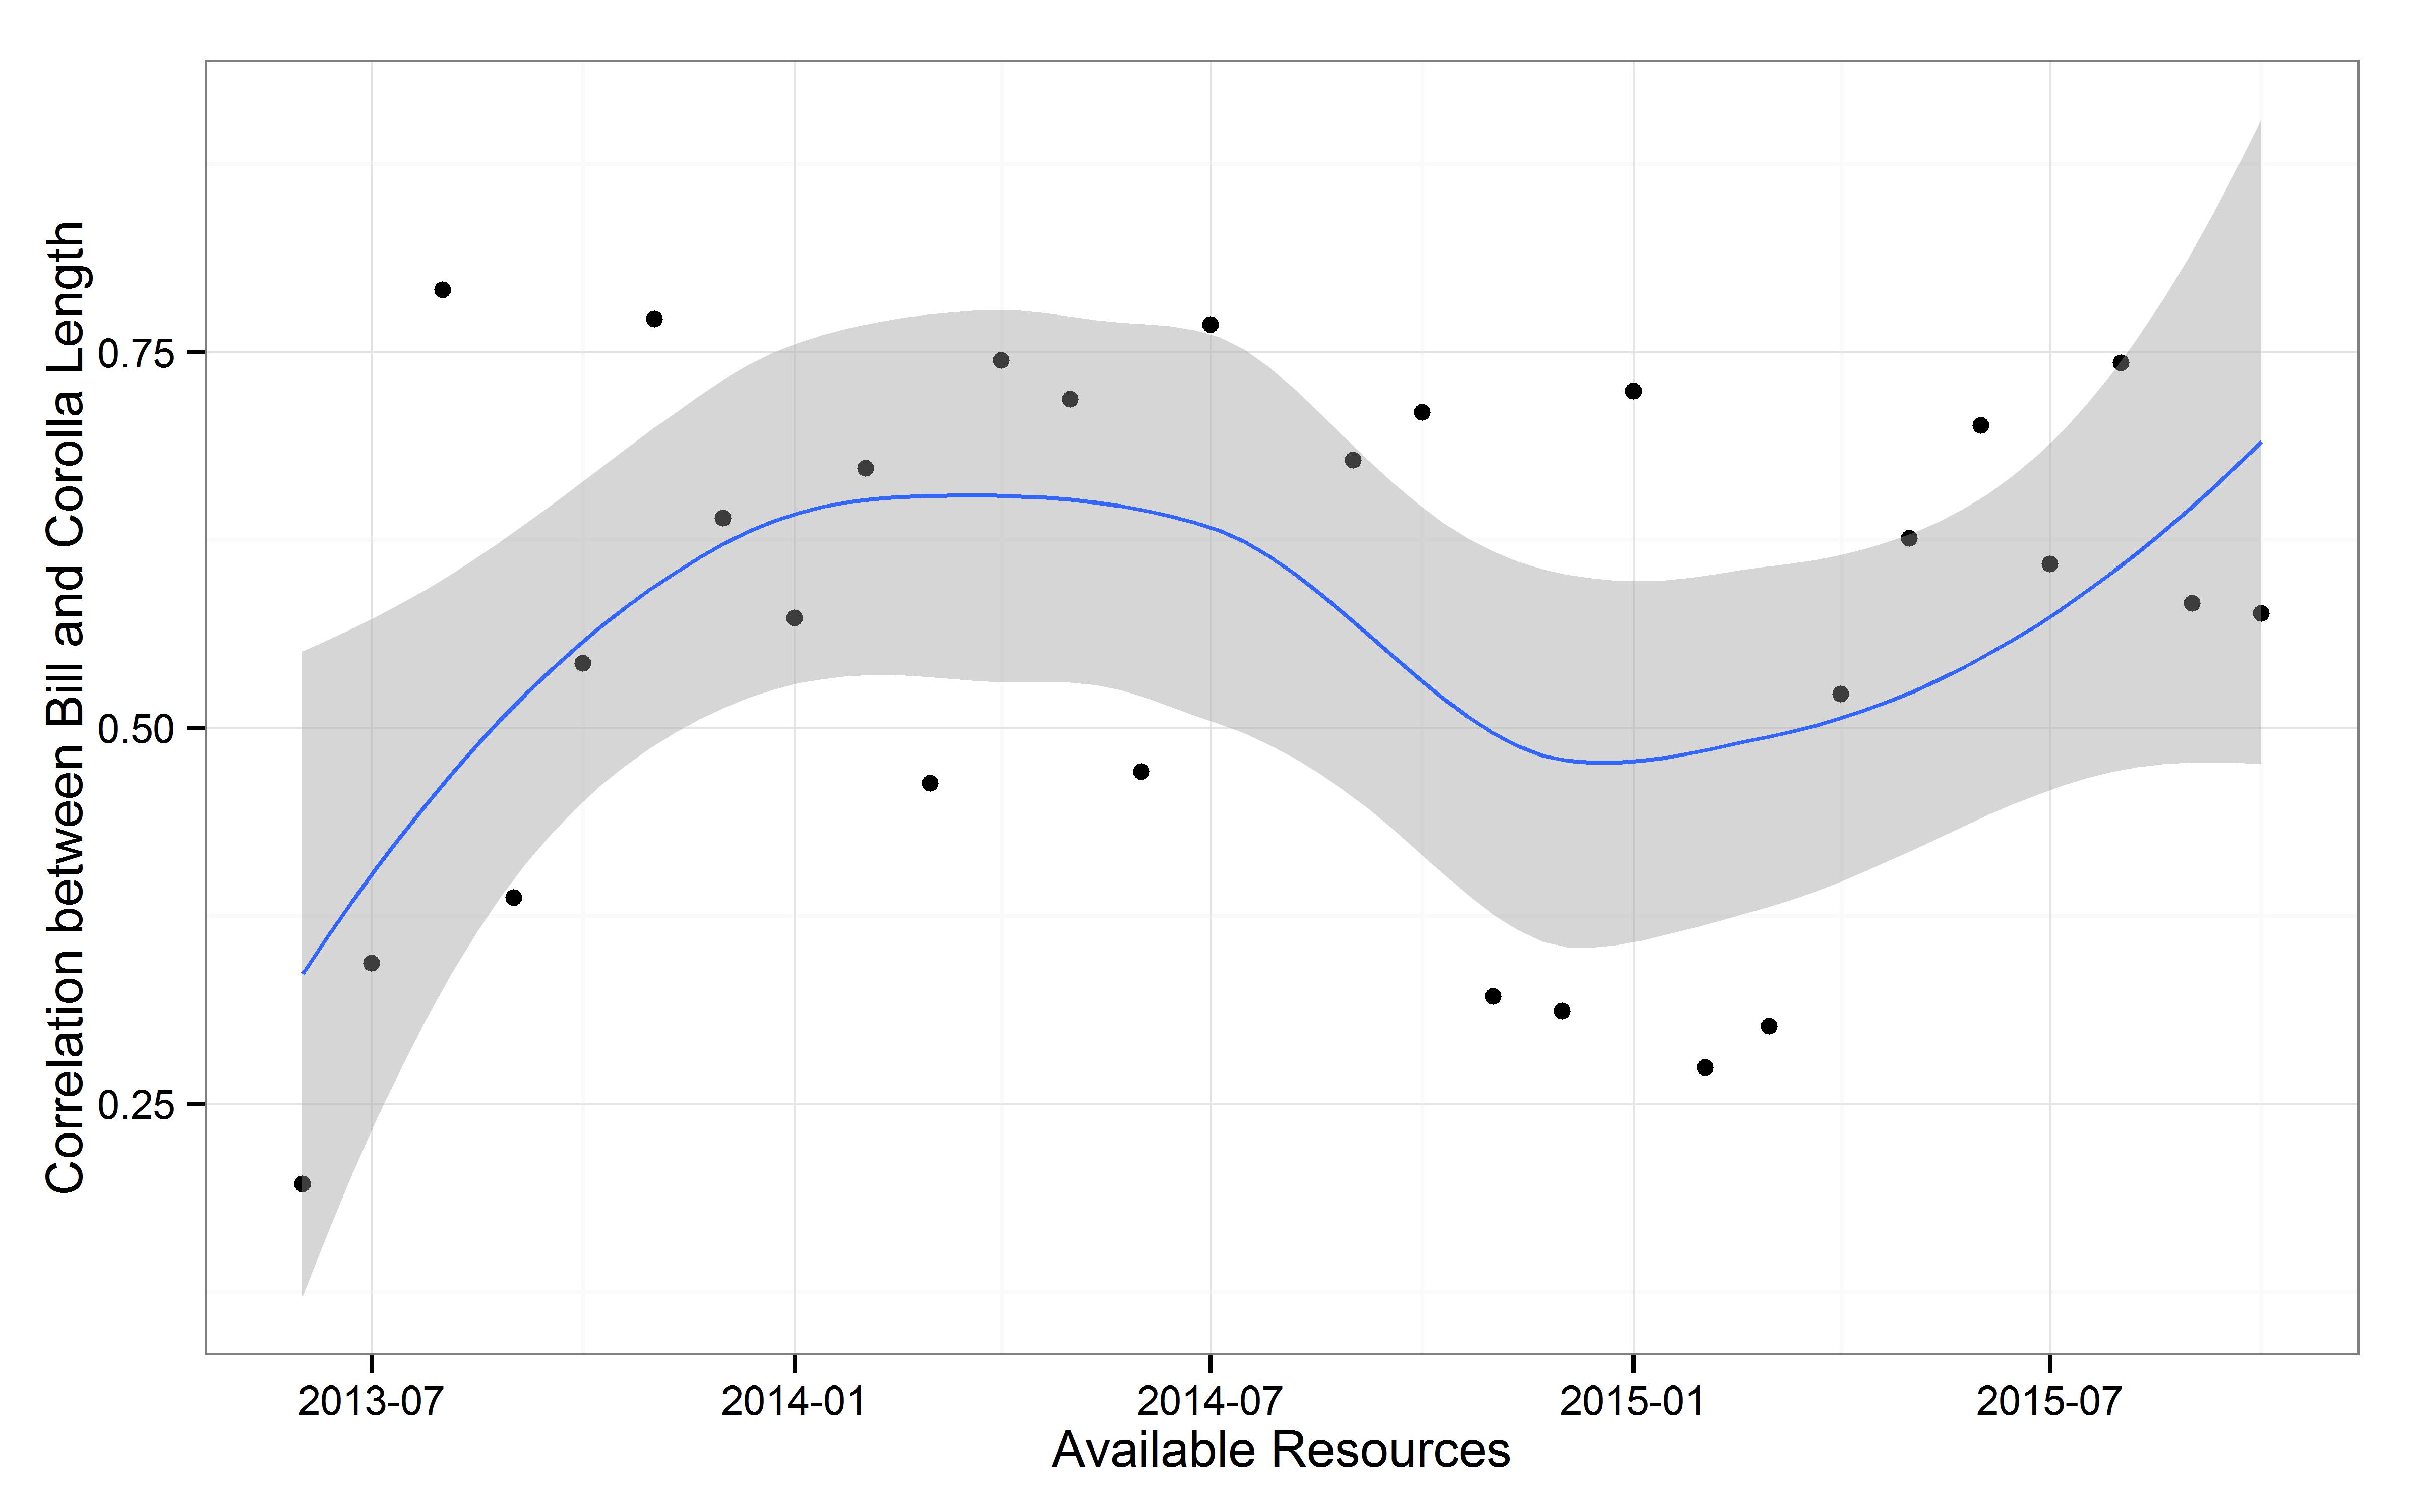 Correlation between Bill and Corolla Length
0.75
0.50
0.25
2013-07 2014-01 2014-07 2015-01 2015-07
Available Resources